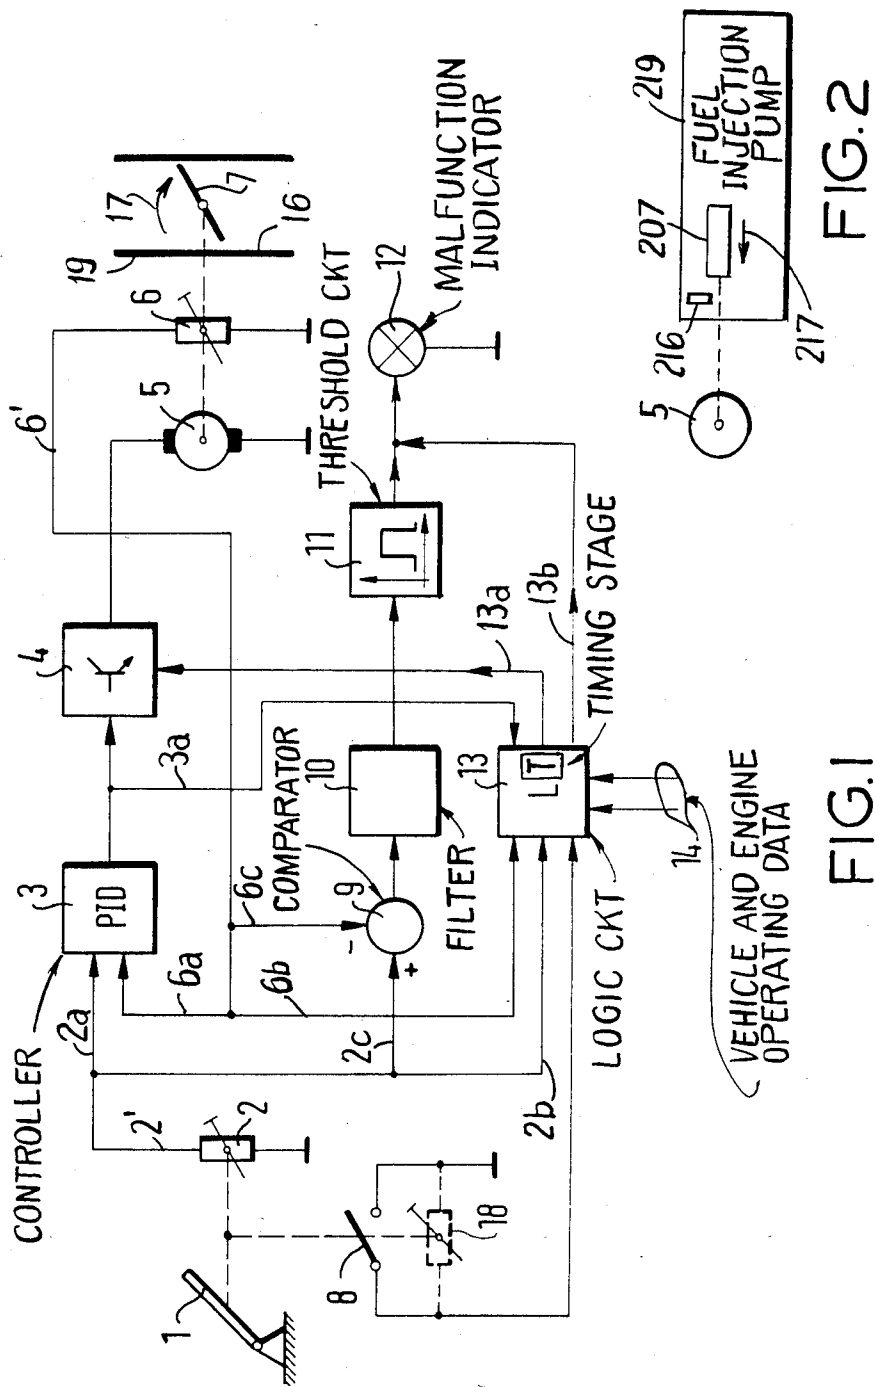 CONTROLLER
2a
3
PID
6a
2'
2
1
8
18
6b
6c
2c
2b
3a
4
6'
5
6
19
17
7
16
COMPARATOR
9
-
+
10
FILTER
11
THRESHOLD CKT
12
MALFUNCTION
INDICATOR
13
L
T
13a
13b
TIMING STAGE
LOGIC CKT
14
VEHICLE AND ENGINE
OPERATING DATA
FIG.1
5
216
217
207
219
FUEL
INJECTION
PUMP
FIG.2